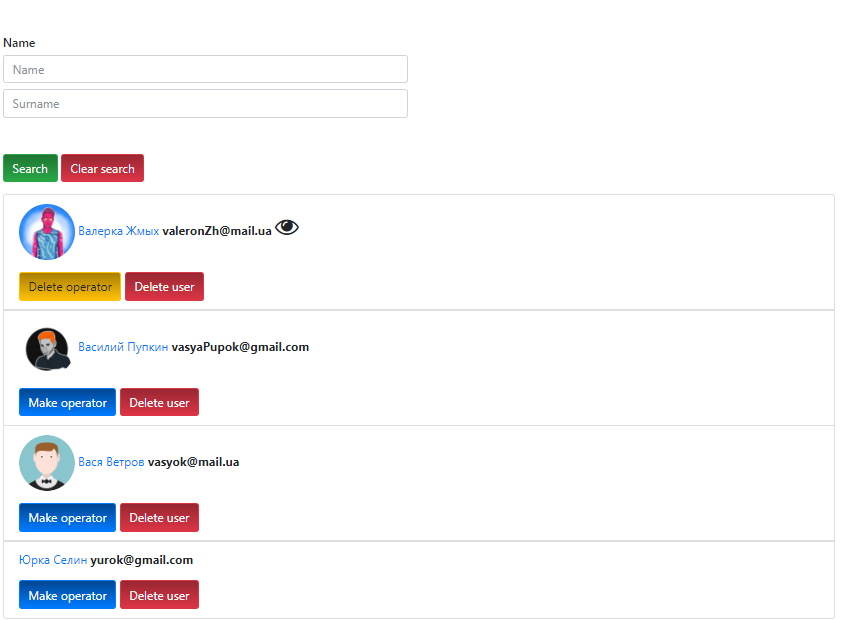 Name
Name
Surname
Search Clear search
Валерка Жмых valeronZh@mail.ua
Delete operator Delete user
Василий Пупкин vasyaPupok@gmail.com
Make operator Delete user
Вася Ветров vasyok@mail.ua
Make operator Delete user
Юрка Селин yurok@gmail.com
Make operator Delete user